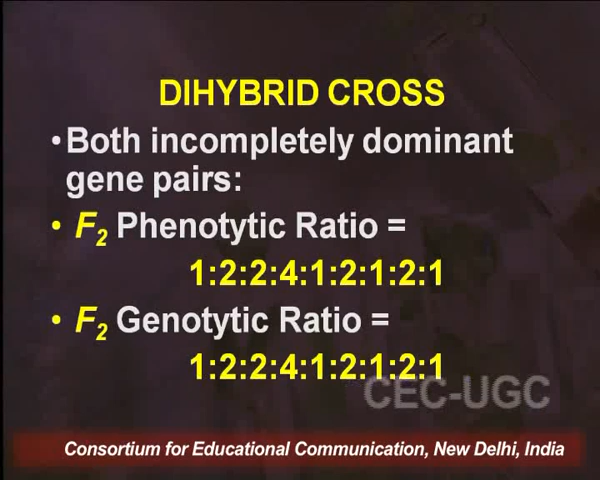 DIHYBRID CROSS
•Both incompletely dominant
gene pairs:
• F2 Phenotytic Ratio =
1:2:2:4:1:2:1:2:1
• F2 Genotytic Ratio =
1:2:2:4:1:2:1:2:1
CEC-UGC
Consortium for Educational Communication, New Delhi, India